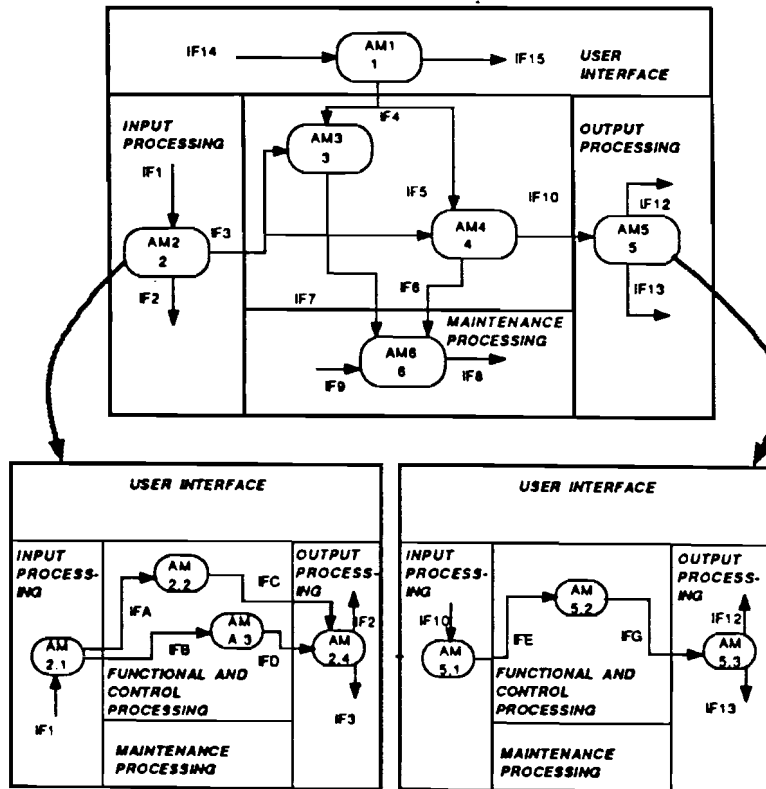 IF14
AM1
1
IF15
USER
INTERFACE
INPUT
PROCESSING
IF4
AM3
3
OUTPUT
PROCESSING
IF1
IF5
IF10
IF12
AM2
2
IF3
AM4
4
AM5
5
IF2
IF7
IF6
IF13
MAINTENANCE
PROCESSING
AM6
6
IF9
IF8
USER INTERFACE
INPUT
PROCESS-
ING
OUTPUT
PROCESS-
ING
AM
2.2
IFC
IFA
AM
A.3
IF2
AM
2.1
IFB
IFD
AM
2.4
FUNCTIONAL AND
CONTROL
PROCESSING
IF1
IF3
MAINTENANCE
PROCESSING
USER INTERFACE
INPUT
PROCESS-
ING
OUTPUT
PROCESS-
ING
AM
5.2
IF10
IFE
IFG
IF12
AM
5.1
AM
5.3
FUNCTIONAL AND
CONTROL
PROCESSING
IF13
MAINTENANCE
PROCESSING